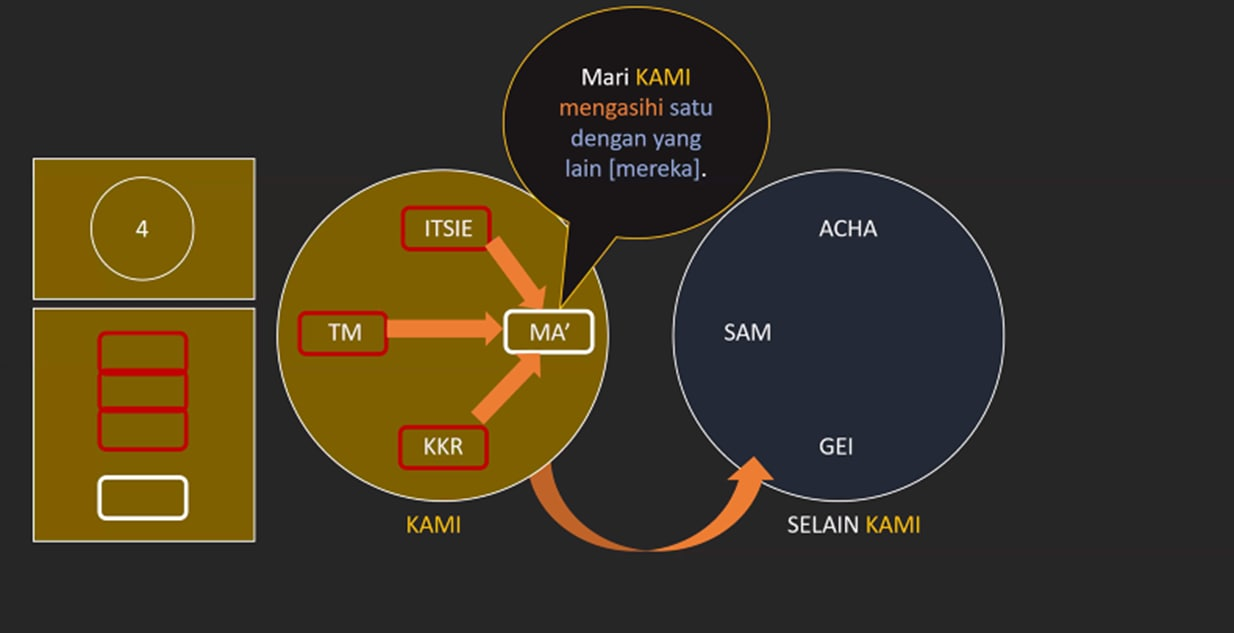 Mari KAMI
mengasihi satu
dengan yang
lain [mereka].
4
ITSIE
TM
MA’
KKR
KAMI
ACHA
SAM
GEI
SELAIN KAMI